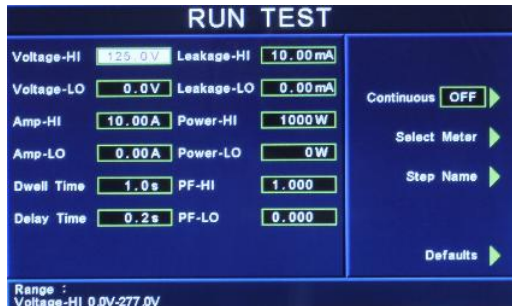 RUN TEST
Voltage-HI 125.0V Leakage-HI 10.00mA
Voltage-LO 0.0V Leakage-LO 0.00mA
Amp-HI 10.00A Power-HI 1000W
Amp-LO 0.00A Power-LO 0W
Dwell Time 1.0s PF-HI 1.000
Delay Time 0.2s PF-LO 0.000
Continuous OFF
Select Meter
Step Name
Defaults
Range :
Voltage-HI 0.0V-277.0V